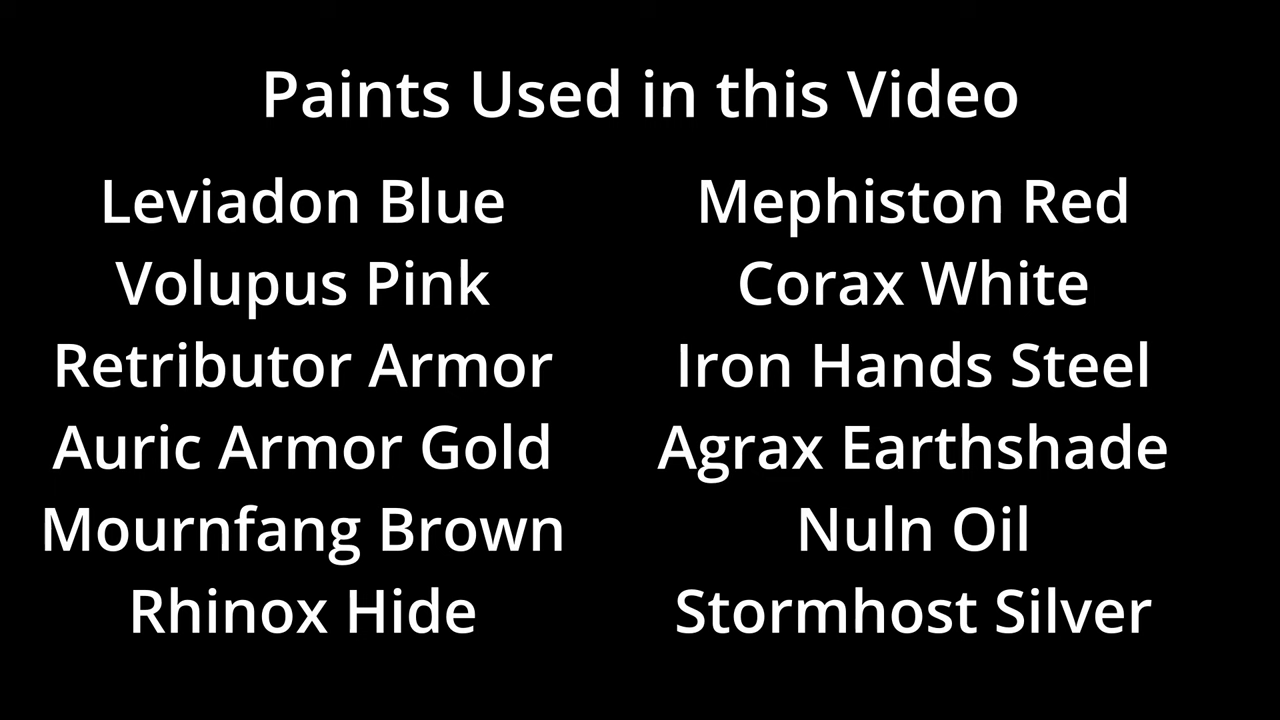 Paints Used in this Video
Leviadon Blue
Volupus Pink
Retributor Armor
Auric Armor Gold
Mournfang Brown
Rhinox Hide
Mephiston Red
Corax White
Iron Hands Steel
Agrax Earthshade
Nuln Oil
Stormhost Silver